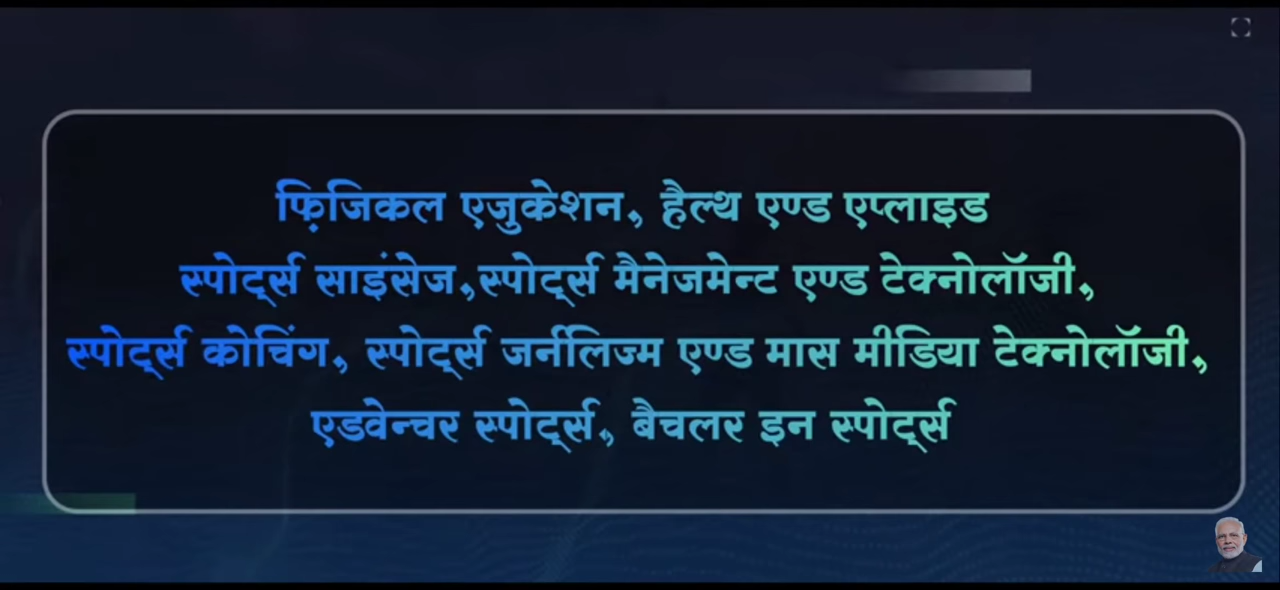 फ़िजिकल एजुकेशन, हैल्थ एण्ड एप्लाइड
स्पोर्ट्स साइंसेज,स्पोर्ट्स मैनेजमेन्ट एण्ड टेक्नोलॉजी,
स्पोर्ट्स कोचिंग, स्पोर्ट्स जर्नलिज्म एण्ड मास मीडिया टेक्नोलॉजी,
एडवेन्चर स्पोर्ट्स, बैचलर इन स्पोर्ट्स